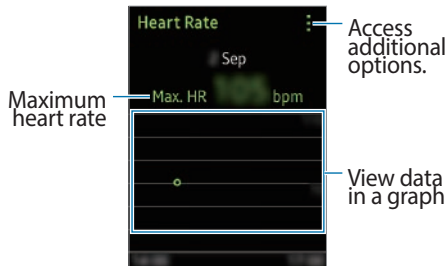 Heart Rate
Access
additional
options.
Sep
Maximum
heart rate
Max. HR
bpm
View data
in a graph